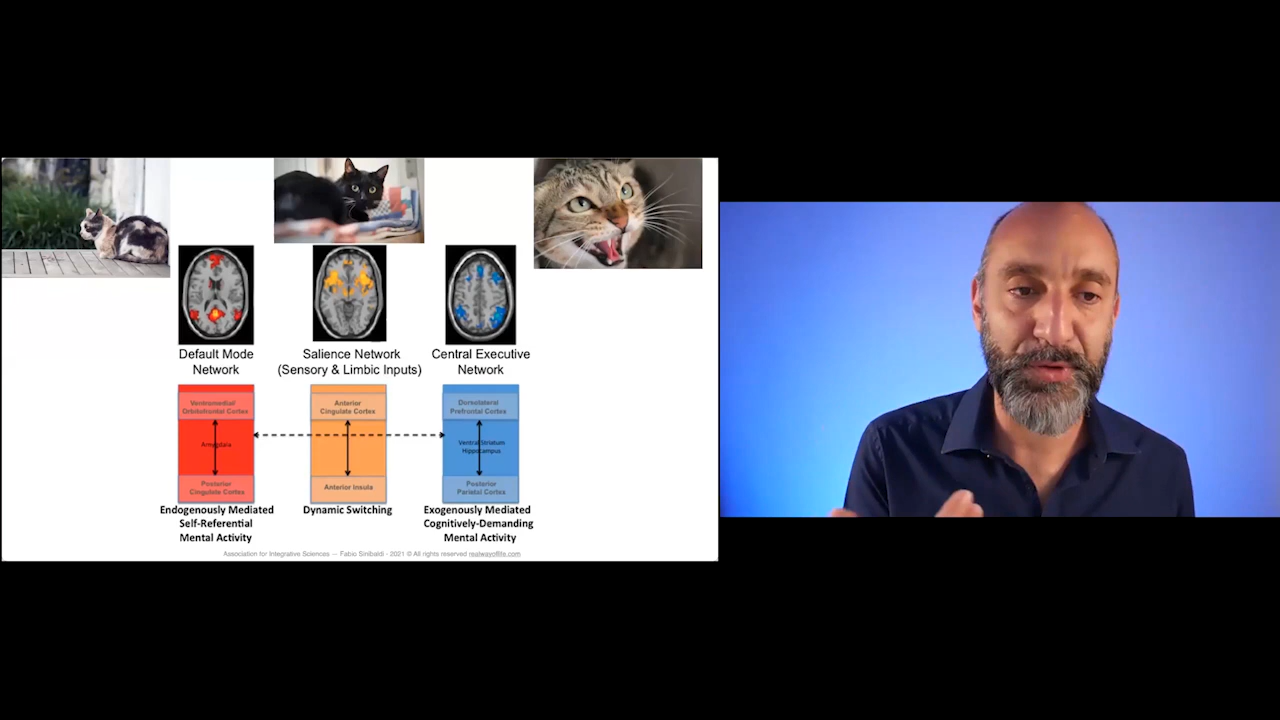 Default Mode
Network
Salience Network
(Sensory & Limbic Inputs)
Central Executive
Network
Ventromedial
Orbitofrontal Cortex
Amygdala
Posterior
Cingulate Cortex
Anterior
Cingulate Cortex
Anterior Insula
Dorsolateral
Prefrontal Cortex
Ventral Striatum
Hippocampus
Posterior
Parietal Cortex
Endogenously Mediated
Self-Referential
Mental Activity
Dynamic Switching
Exogenously Mediated
Cognitively-Demanding
Mental Activity
Association for Integrative Sciences — Fabio Sinibaldi - 2021 © All rights reserved realwayoflife.com